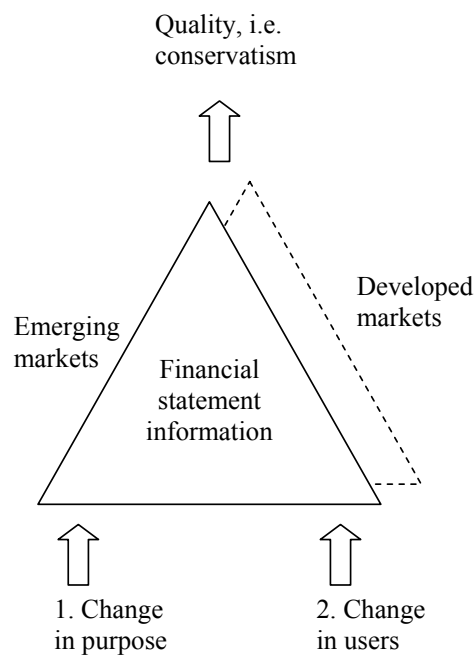 Quality, i.e.
conservatism
Developed
markets
Emerging
markets
Financial
statement
information
1. Change
in purpose
2. Change
in users